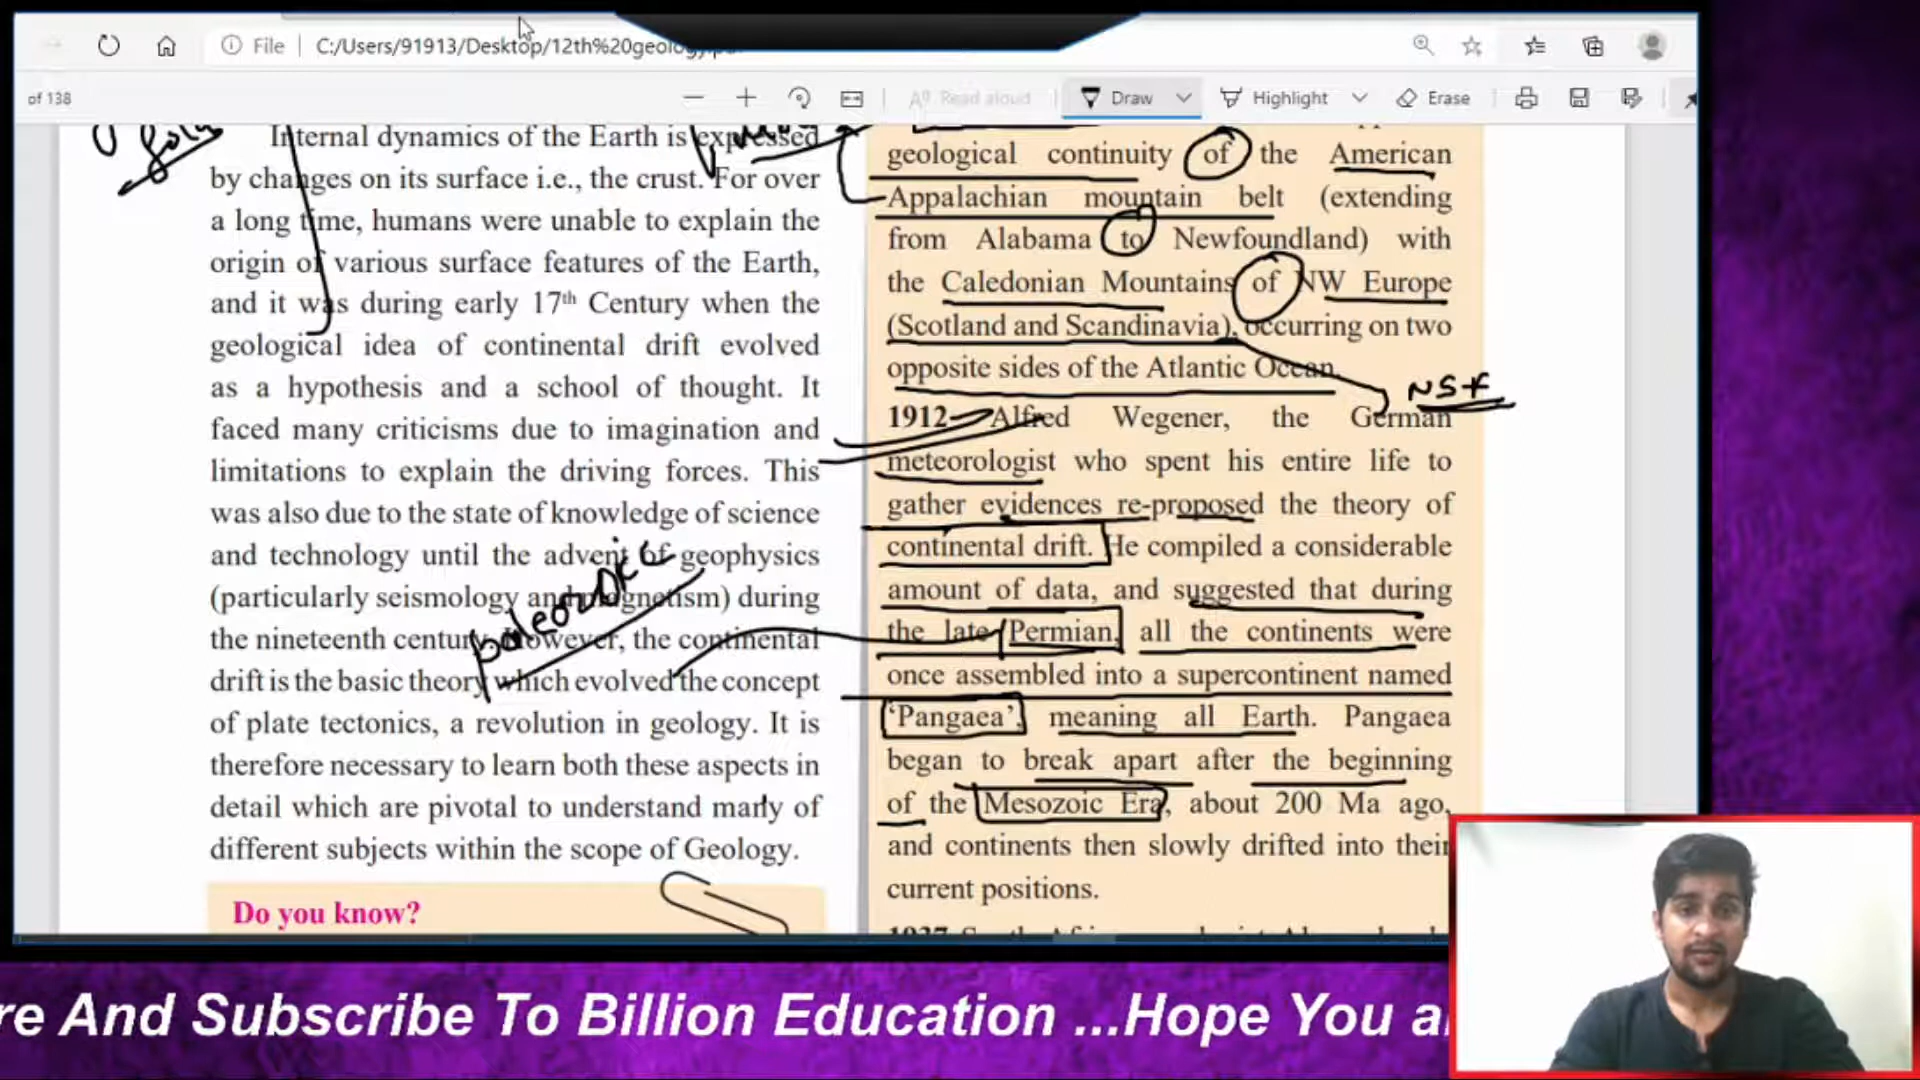 File
C:/Users/91913/Desktop/12th%20geology.pdf
of 138
Read aloud
Draw
Highlight
Erase
Internal dynamics of the Earth is expressed
by changes on its surface i.e., the crust. For over
a long time, humans were unable to explain the
origin of various surface features of the Earth,
and it was during early 17th Century when the
geological idea of continental drift evolved
as a hypothesis and a school of thought. It
faced many criticisms due to imagination and
limitations to explain the driving forces. This
was also due to the state of knowledge of science
and technology until the advent of geophysics
(particularly seismology and magnetism) during
the nineteenth century. However, the continental
drift is the basic theory which evolved the concept
of plate tectonics, a revolution in geology. It is
therefore necessary to learn both these aspects in
detail which are pivotal to understand many of
different subjects within the scope of Geology.
paleozoic
Do you know?
geological continuity of the American
Appalachian mountain belt (extending
from Alabama to Newfoundland) with
the Caledonian Mountains of NW Europe
(Scotland and Scandinavia), occurring on two
opposite sides of the Atlantic Ocean.
1912- Alfred Wegener, the German
meteorologist who spent his entire life to
gather evidences re-proposed the theory of
continental drift. He compiled a considerable
amount of data, and suggested that during
the late Permian, all the continents were
once assembled into a supercontinent named
‘Pangaea’, meaning all Earth. Pangaea
began to break apart after the beginning
of the Mesozoic Era, about 200 Ma ago,
and continents then slowly drifted into their
current positions.
re And Subscribe To Billion Education ...Hope You a